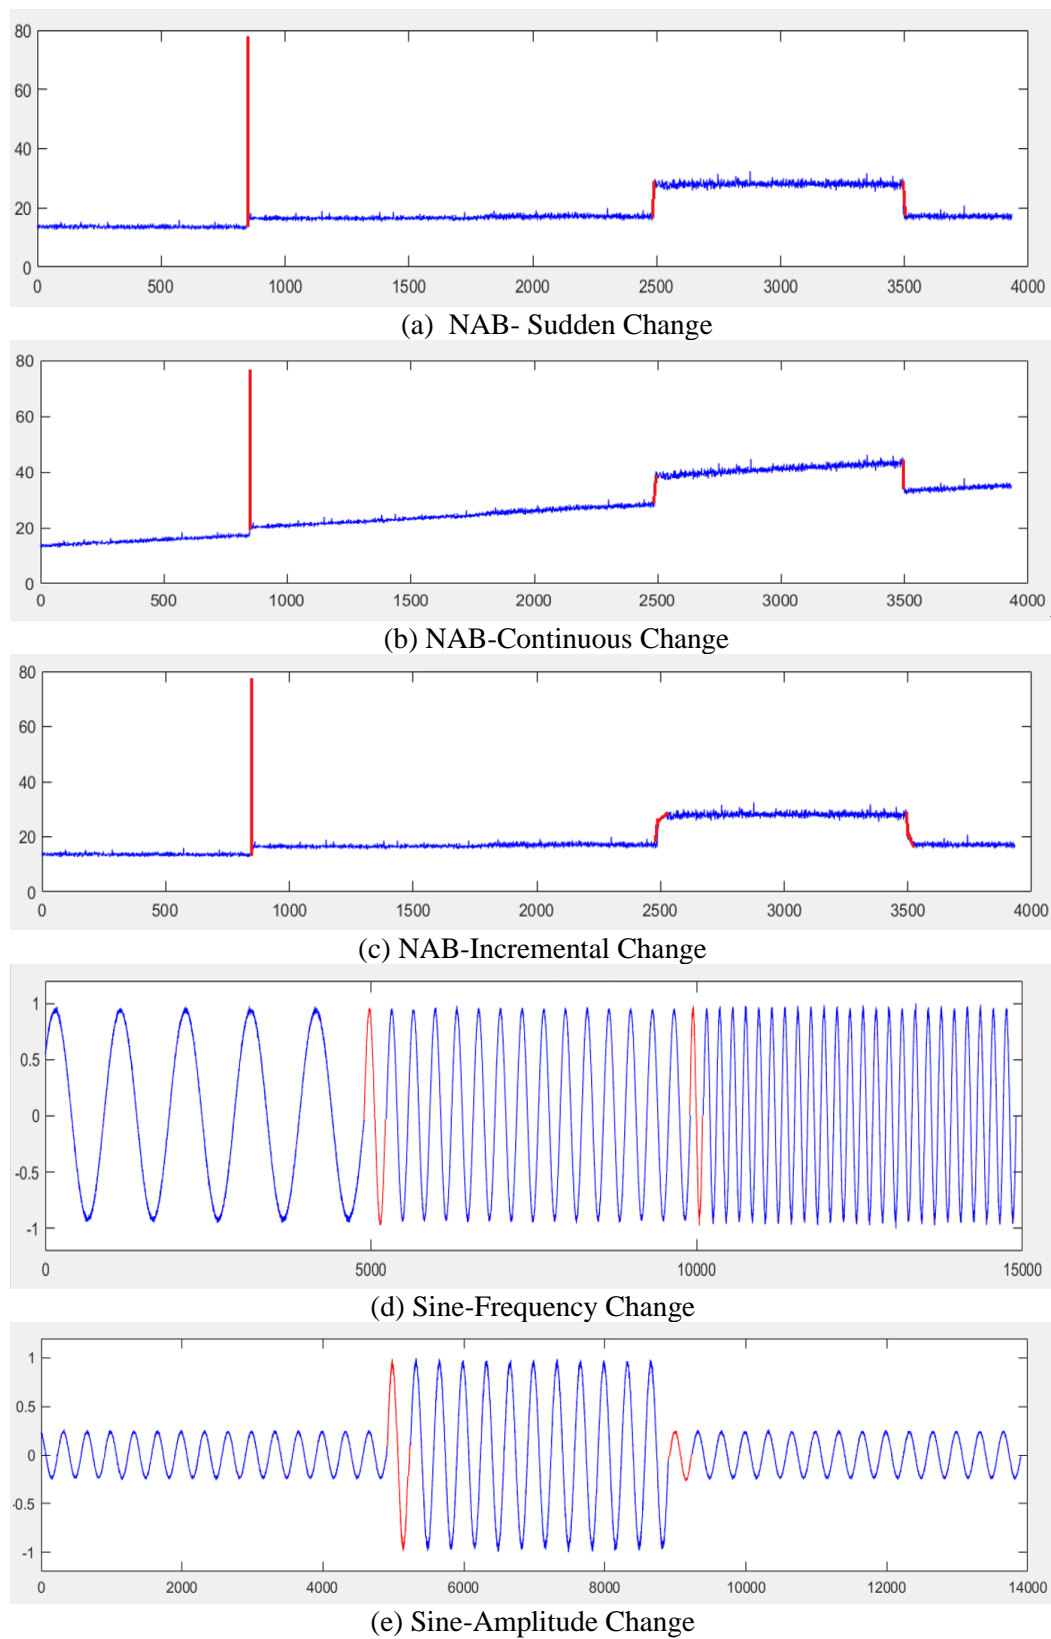 80
60
40
20
0
0 500 1000 1500 2000 2500 3000 3500 4000
(a) NAB- Sudden Change
80
60
40
20
0
0 500 1000 1500 2000 2500 3000 3500 4000
(b) NAB-Continuous Change
80
60
40
20
0
0 500 1000 1500 2000 2500 3000 3500 4000
(c) NAB-Incremental Change
1
0.5
0
-0.5
-1
0 5000 10000 15000
(d) Sine-Frequency Change
1
0.5
0
-0.5
-1
0 2000 4000 6000 8000 10000 12000 14000
(e) Sine-Amplitude Change